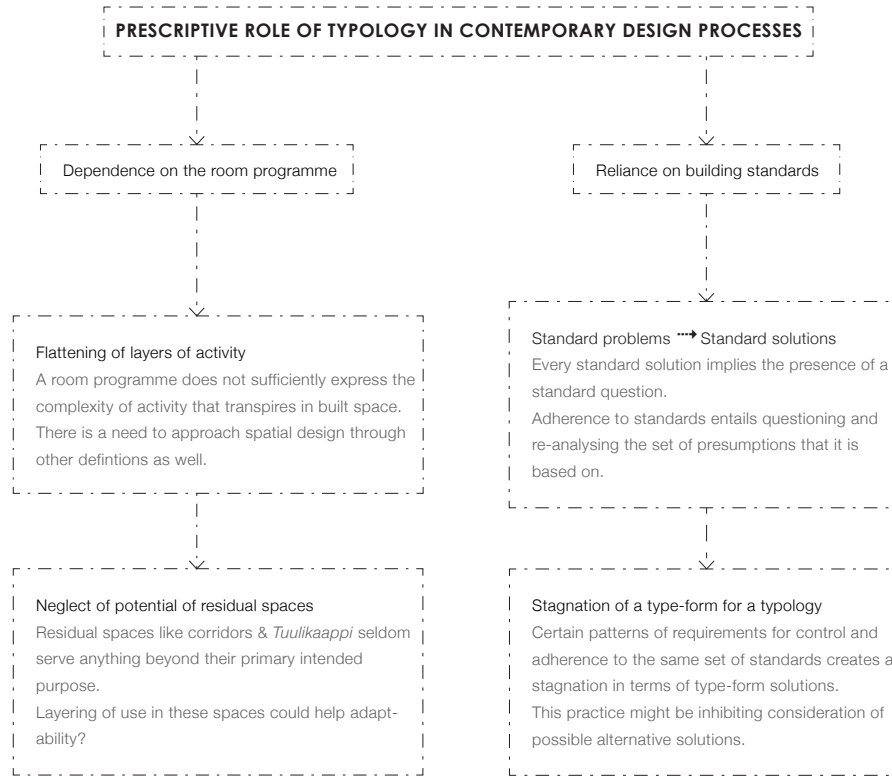 PRESCRIPTIVE ROLE OF TYPOLOGY IN CONTEMPORARY DESIGN PROCESSES
Dependence on the room programme
Flattening of layers of activity
A room programme does not sufficiently express the
complexity of activity that transpires in built space.
There is a need to approach spatial design through
other defintions as well.
Neglect of potential of residual spaces
Residual spaces like corridors & Tuulikaappi seldom
serve anything beyond their primary intended
purpose.
Layering of use in these spaces could help adapt-
ability?
Reliance on building standards
Standard problems ⇢ Standard solutions
Every standard solution implies the presence of a
standard question.
Adherence to standards entails questioning and
re-analysing the set of presumptions that it is
based on.
Stagnation of a type-form for a typology
Certain patterns of requirements for control and
adherence to the same set of standards creates a
stagnation in terms of type-form solutions.
This practice might be inhibiting consideration of
possible alternative solutions.